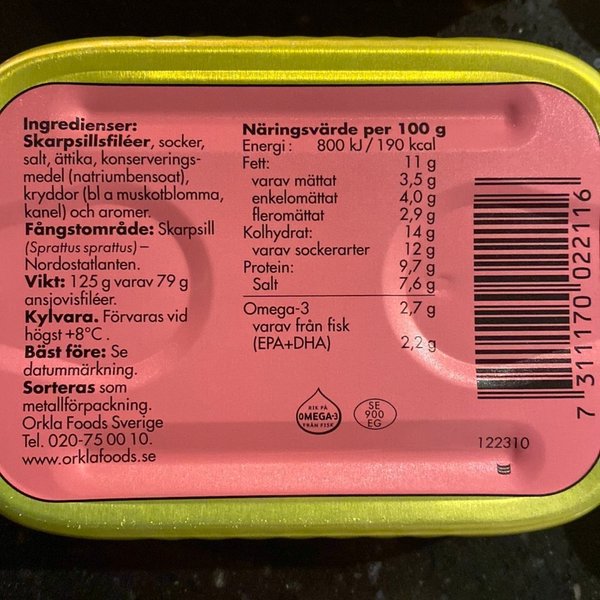 Ingredienser:
Skarpsillsfiléer, socker,
salt, ättika, konserverings-
medel (natriumbensoat),
kryddor (bl a muskotblomma,
kanel) och aromer.
Fångstområde: Skarpsill
(Sprattus sprattus) –
Nordostatlanten.
Vikt: 125 g varav 79 g
ansjovisfiléer.
Kylvara. Förvaras vid
högst +8°C .
Bäst före: Se
datummärkning.
Sorteras som
metallförpackning.
Orkla Foods Sverige
Tel. 020-75 00 10.
www.orklafoods.se
Näringsvärde per 100 g
Energi : 800 kJ / 190 kcal
Fett: 11 g
varav mättat 3,5 g
enkelomättat 4,0 g
fleromättat 2,9 g
Kolhydrat: 14 g
varav sockerarter 12 g
Protein: 9,7 g
Salt 7,6 g
Omega-3 2,7 g
varav från fisk
(EPA+DHA) 2,2 g
RIK PÅ
OMEGA-3
FRÅN FISK
SE
900
EG
7 311170 022116
122310